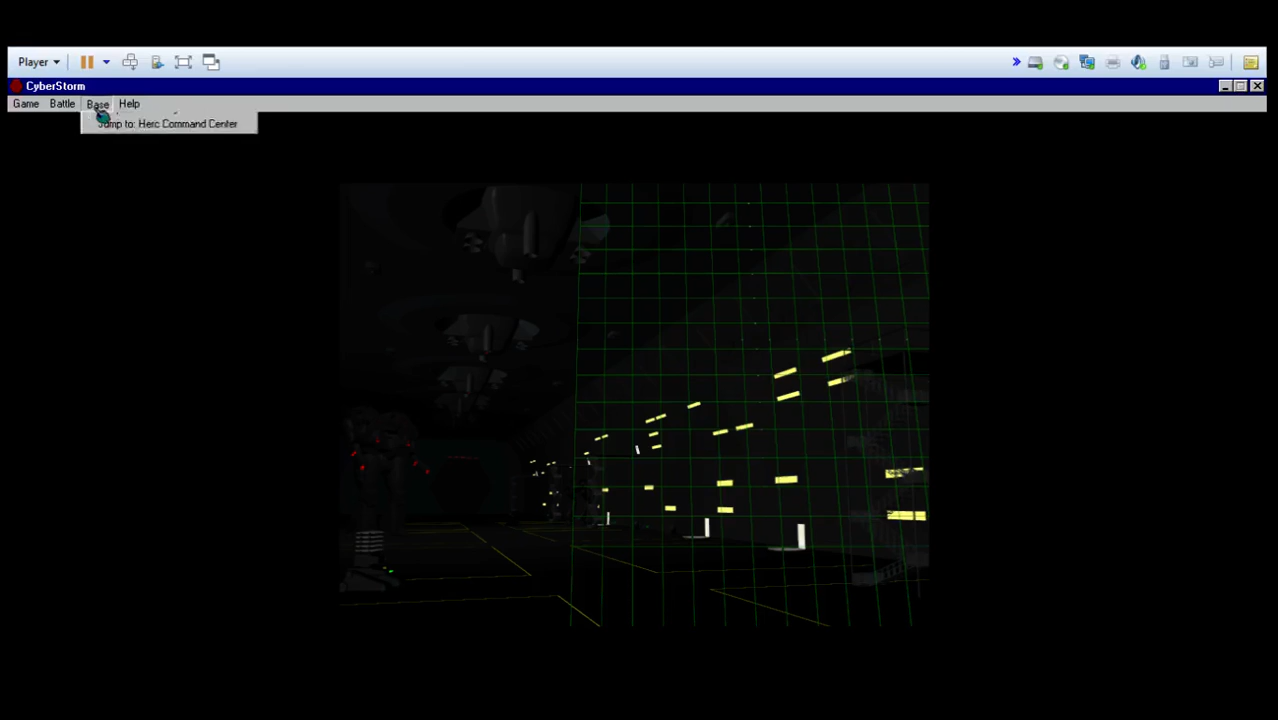 Player
CyberStorm
Game Battle Base Help
Jump to: Herc Command Center